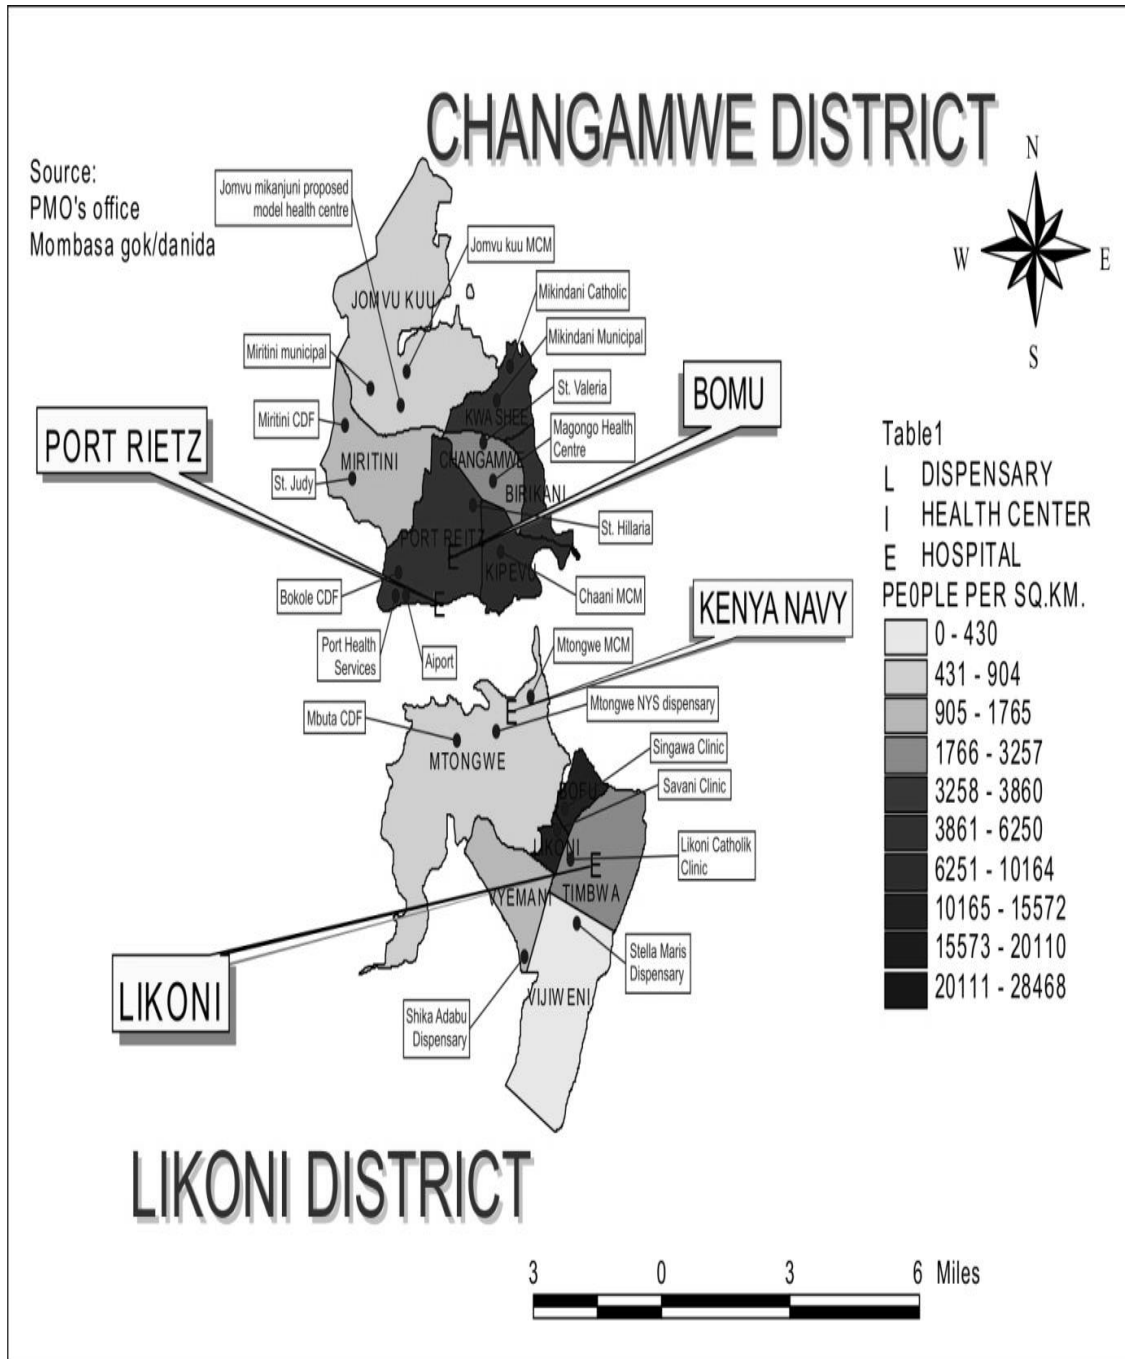 CHANGAMWE DISTRICT
Source:
PMO's office
Mombasa gok/danida
N
W
E
S
Jomvu mikanjuni proposed
model health centre
Jomvu kuu MCM
JOMVU KUU
Mikindani Catholic
Mikindani Municipal
Miritini municipal
St. Valeria
BOMU
Miritini CDF
KWA SHEE
Magongo Health
Centre
PORT RIETZ
MIRITINI
CHANGAMWE
St. Judy
BIRIKANI
St. Hillaria
PORT REITZ
E
KIPEVU
Bokole CDF
Chaani MCM
E
Port Health
Services
Aiport
KENYA NAVY
Mtongwe MCM
E
Mtongwe NYS dispensary
Mbuta CDF
MTONGWE
Singawa Clinic
Savani Clinic
BOFU
LIKONI
Likoni Catholik
Clinic
E
VYEMANI
TIMBWA
Stella Maris
Dispensary
LIKONI
VIJIWENI
Shika Adabu
Dispensary
Table1
L DISPENSARY
I HEALTH CENTER
E HOSPITAL
PE0PLE PER SQ.KM.
0 - 430
431 - 904
905 - 1765
1766 - 3257
3258 - 3860
3861 - 6250
6251 - 10164
10165 - 15572
15573 - 20110
20111 - 28468
LIKONI DISTRICT
3 0 3 6 Miles